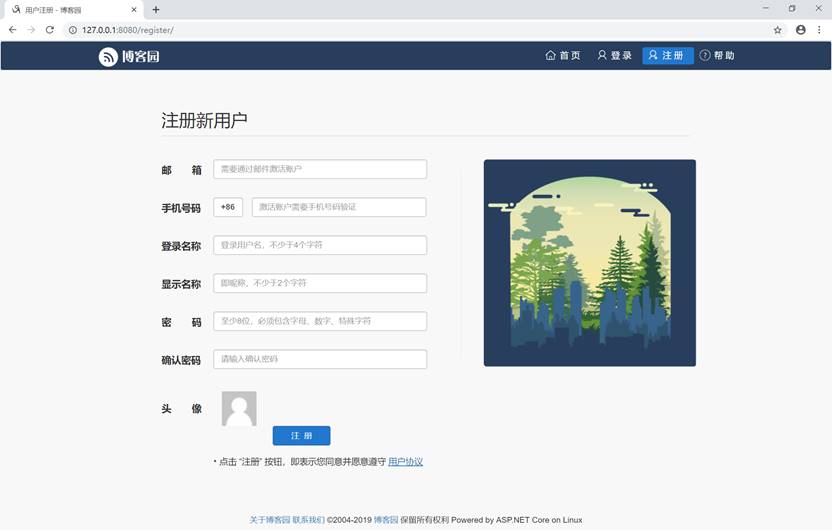 用户注册 - 博客园
127.0.0.1:8080/register/
博客园
首 页 登 录 注 册 帮 助
注册新用户
邮 箱 需要通过邮件激活账户
手机号码 +86 激活账户需要手机号码验证
登录名称 登录用户名，不少于4个字符
显示名称 即昵称，不少于2个字符
密 码 至少8位，必须包含字母、数字、特殊字符
确认密码 请输入确认密码
头 像
注 册
• 点击 “注册” 按钮，即表示您同意并愿意遵守 用户协议
关于博客园 联系我们 ©2004-2019 博客园 保留所有权利 Powered by ASP.NET Core on Linux